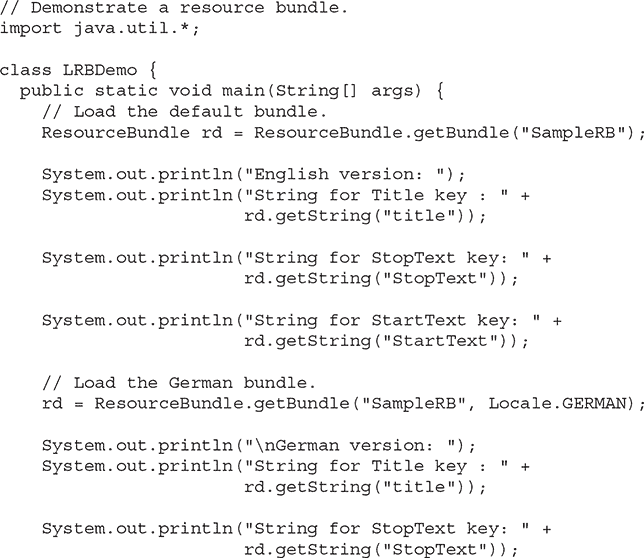 // Demonstrate a resource bundle.
import java.util.*;

class LRBDemo {
  public static void main(String[] args) {
    // Load the default bundle.
    ResourceBundle rd = ResourceBundle.getBundle("SampleRB");

    System.out.println("English version: ");
    System.out.println("String for Title key : " +
                       rd.getString("title"));

    System.out.println("String for StopText key: " +
                       rd.getString("StopText"));

    System.out.println("String for StartText key: " +
                       rd.getString("StartText"));

    // Load the German bundle.
    rd = ResourceBundle.getBundle("SampleRB", Locale.GERMAN);

    System.out.println("\nGerman version: ");
    System.out.println("String for Title key : " +
                       rd.getString("title"));

    System.out.println("String for StopText key: " +
                       rd.getString("StopText"));